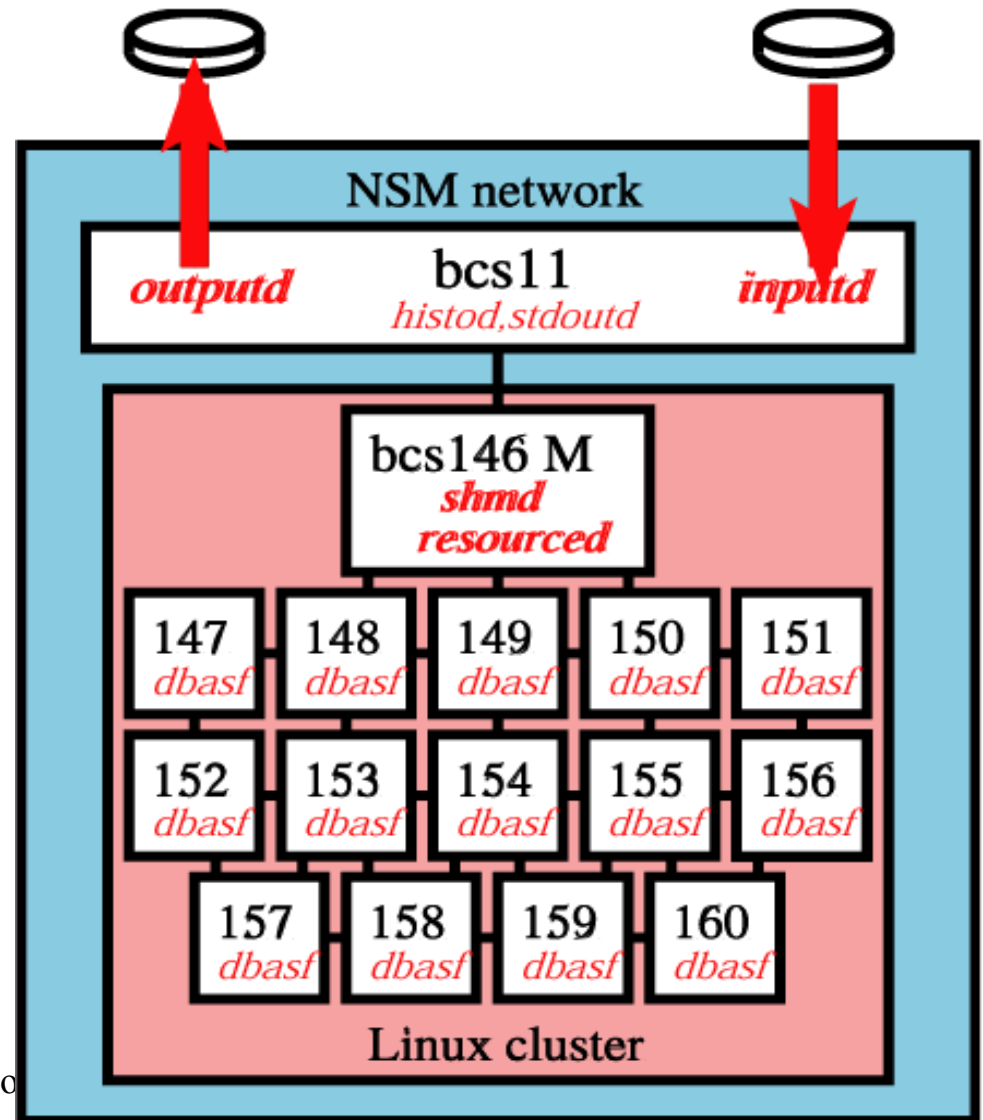 NSM network
bcs11
outputd
inputd
histod,stdoutd
bcs146 M
shmd
resourced
147 148 149 150 151
dbasf dbasf dbasf dbasf dbasf
152 153 154 155 156
dbasf dbasf dbasf dbasf dbasf
157 158 159 160
dbasf dbasf dbasf dbasf
Linux cluster